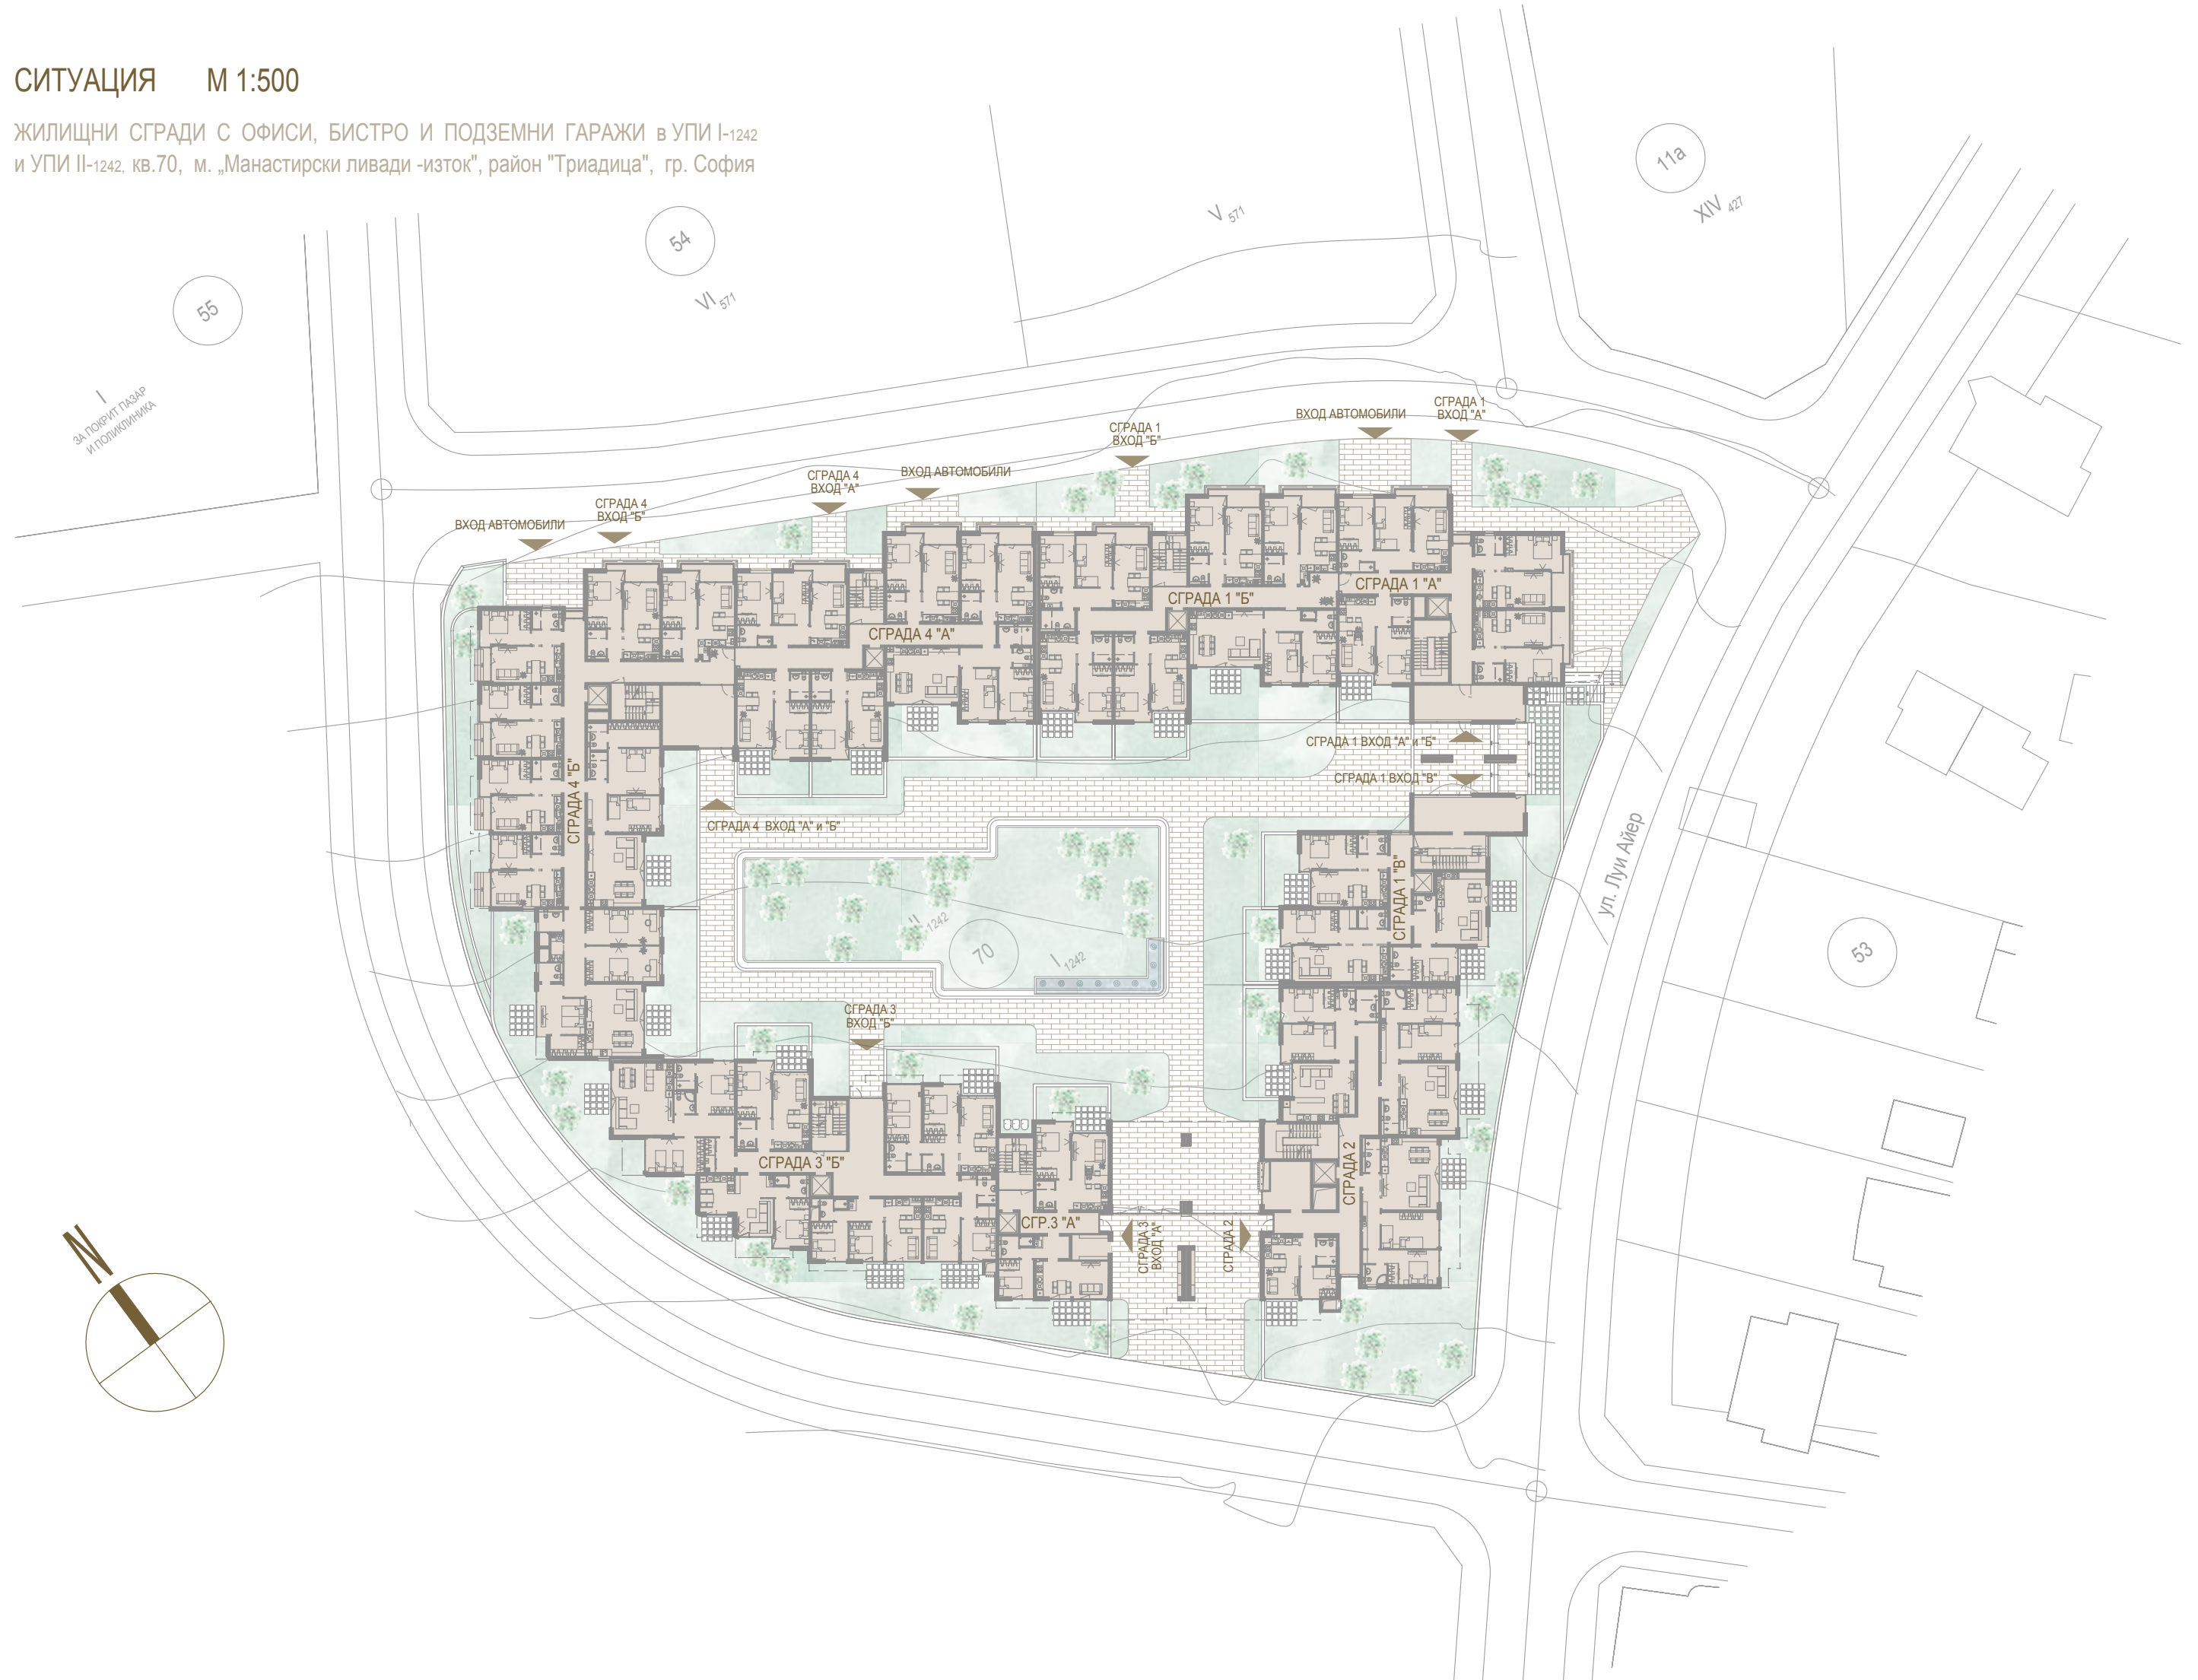 СИТУАЦИЯ М 1:500
ЖИЛИЩНИ СГРАДИ С ОФИСИ, БИСТРО И ПОДЗЕМНИ ГАРАЖИ в УПИ I-1242
и УПИ II-1242, кв.70, м. „Манастирски ливади -изток", район "Триадица", гр. София
11а
XIV 427
V 571
54
VI 571
55
I
ЗА ПОКРИТ ПАЗАР
И ПОЛИКЛИНИКА
СГРАДА 1
ВХОД "А"
ВХОД АВТОМОБИЛИ
СГРАДА 1
ВХОД "Б"
ВХОД АВТОМОБИЛИ
СГРАДА 4
ВХОД "А"
СГРАДА 4
ВХОД "Б"
ВХОД АВТОМОБИЛИ
СГРАДА 1 "А"
СГРАДА 1 "Б"
СГРАДА 4 "А"
СГРАДА 1 ВХОД "А" и "Б"
СГРАДА 1 ВХОД "В"
СГРАДА 4 "Б"
СГРАДА 4 ВХОД "А" и "Б"
ул. Луи Айер
СГРАДА 1 "В"
II 1242
70
I 1242
53
СГРАДА 3
ВХОД "Б"
СГРАДА 3 "Б"
СГРАДА 2
СГР.3 "А"
СГРАДА 3
ВХОД "А"
СГРАДА 2
N